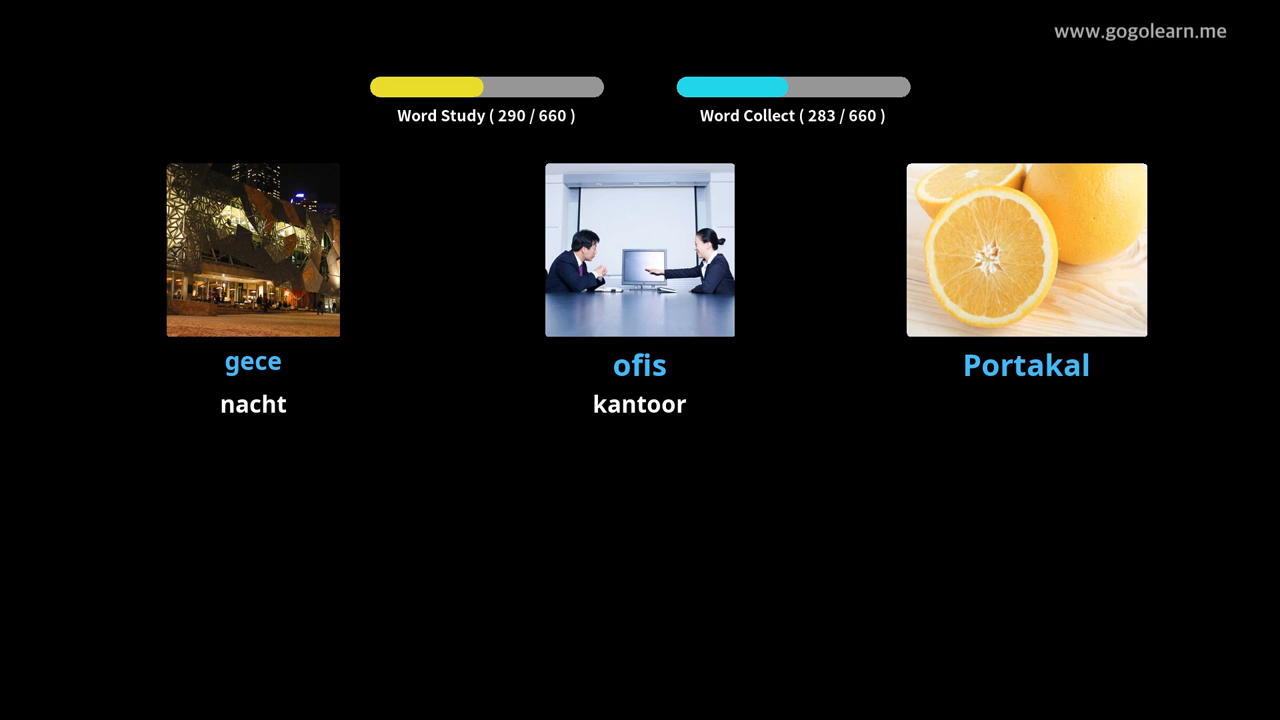 www.gogolearn.me
Word Study ( 290 / 660 )
Word Collect ( 283 / 660 )
gece
nacht
ofis
kantoor
Portakal